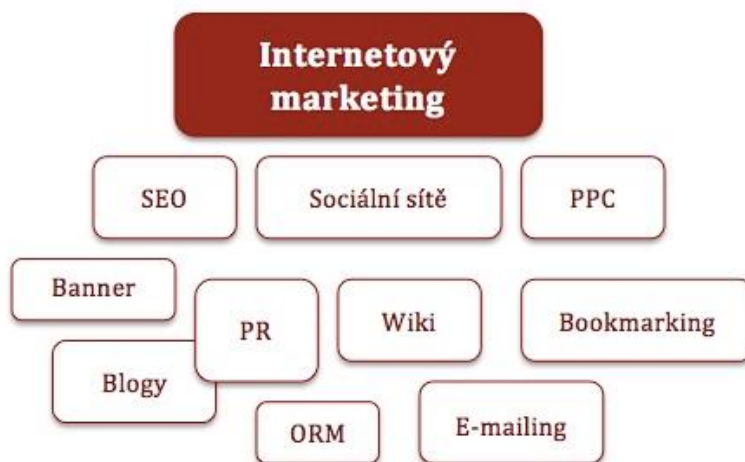 Internetový
marketing
SEO
Sociální sítě
PPC
Banner
PR
Wiki
Bookmarking
Blogy
ORM
E-mailing